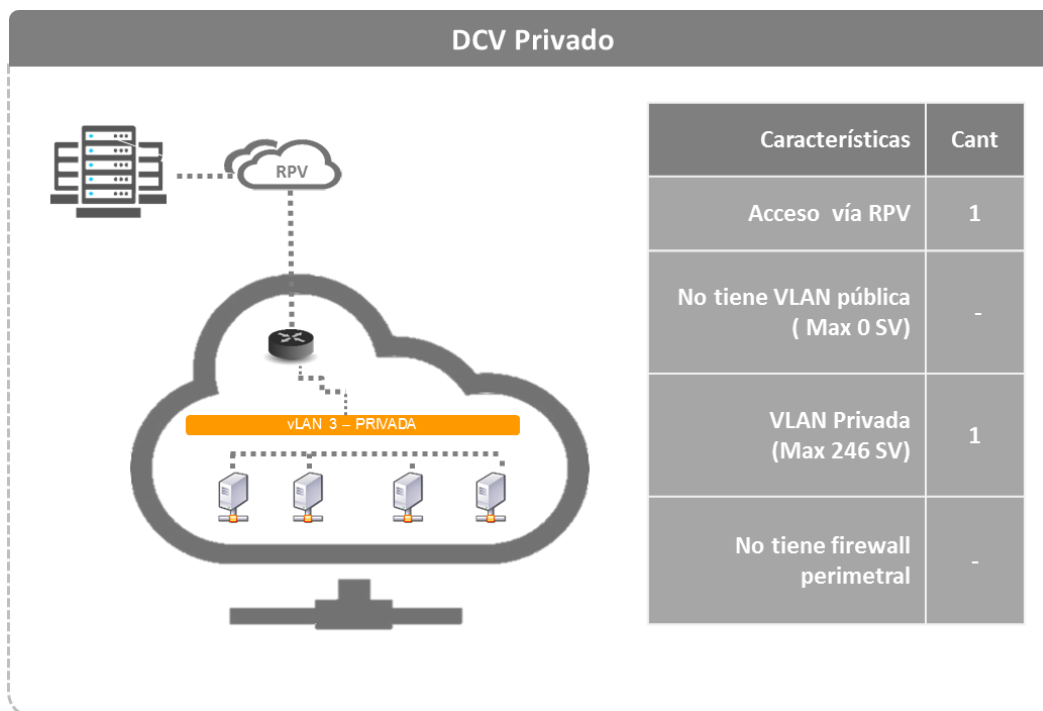 DCV Privado
RPV
vLAN 3 – PRIVADA
Características Cant
Acceso vía RPV 1
No tiene VLAN pública
( Max 0 SV) -
VLAN Privada
(Max 246 SV) 1
No tiene firewall
perimetral -